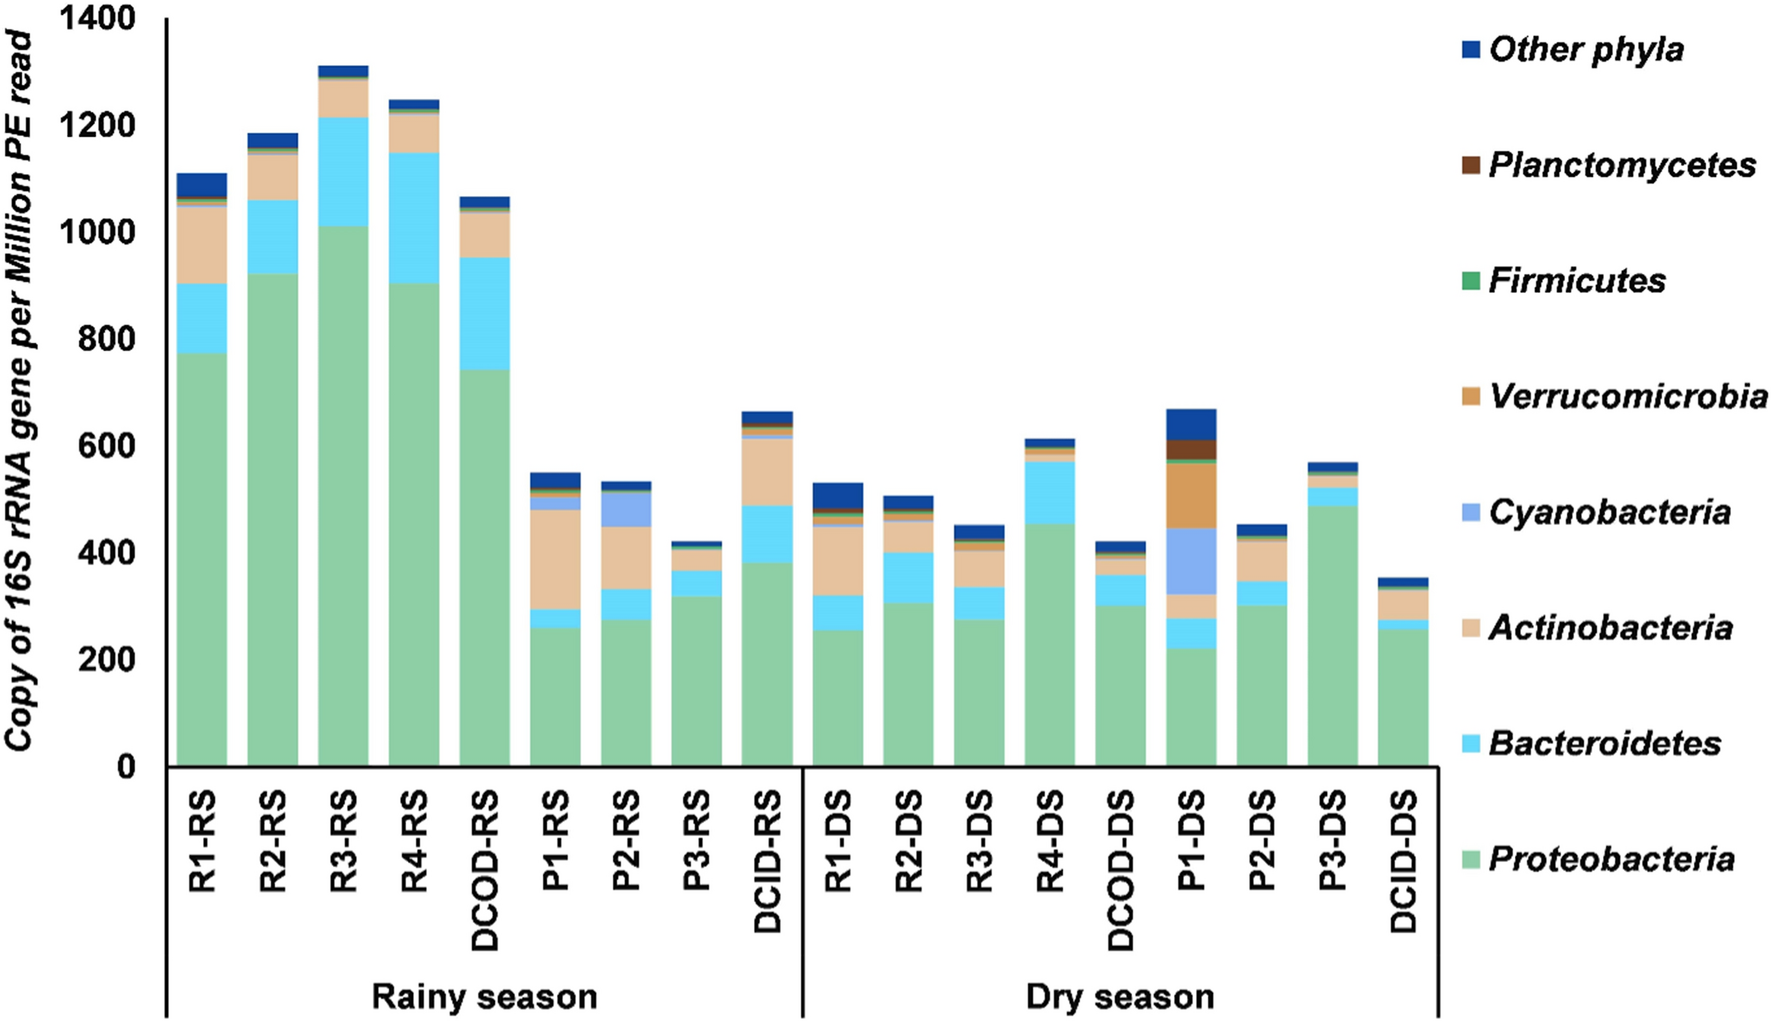 Copy of 16S rRNA gene per Million PE read
1400
1200
1000
800
600
400
200
0
R1-RS
R2-RS
R3-RS
R4-RS
DCOD-RS
P1-RS
P2-RS
P3-RS
DCID-RS
R1-DS
R2-DS
R3-DS
R4-DS
DCOD-DS
P1-DS
P2-DS
P3-DS
DCID-DS
Rainy season
Dry season
Other phyla
Planctomycetes
Firmicutes
Verrucomicrobia
Cyanobacteria
Actinobacteria
Bacteroidetes
Proteobacteria